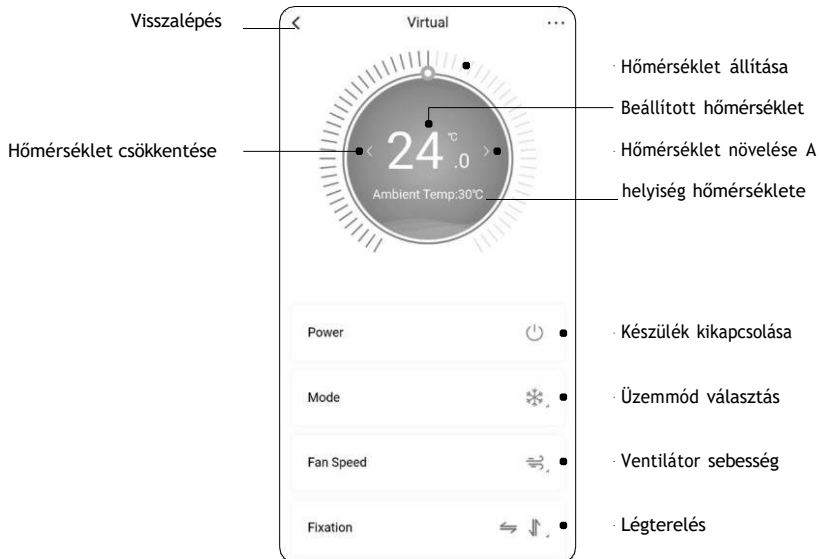 Visszalépés
Virtual
Hőmérséklet állítása
Beállított hőmérséklet
24.0 ℃
Hőmérséklet csökkentése
Hőmérséklet növelése A
Ambient Temp:30℃
helyiség hőmérséklete
Power
Készülék kikapcsolása
Mode
Üzemmód választás
Fan Speed
Ventilátor sebesség
Fixation
Légterelés